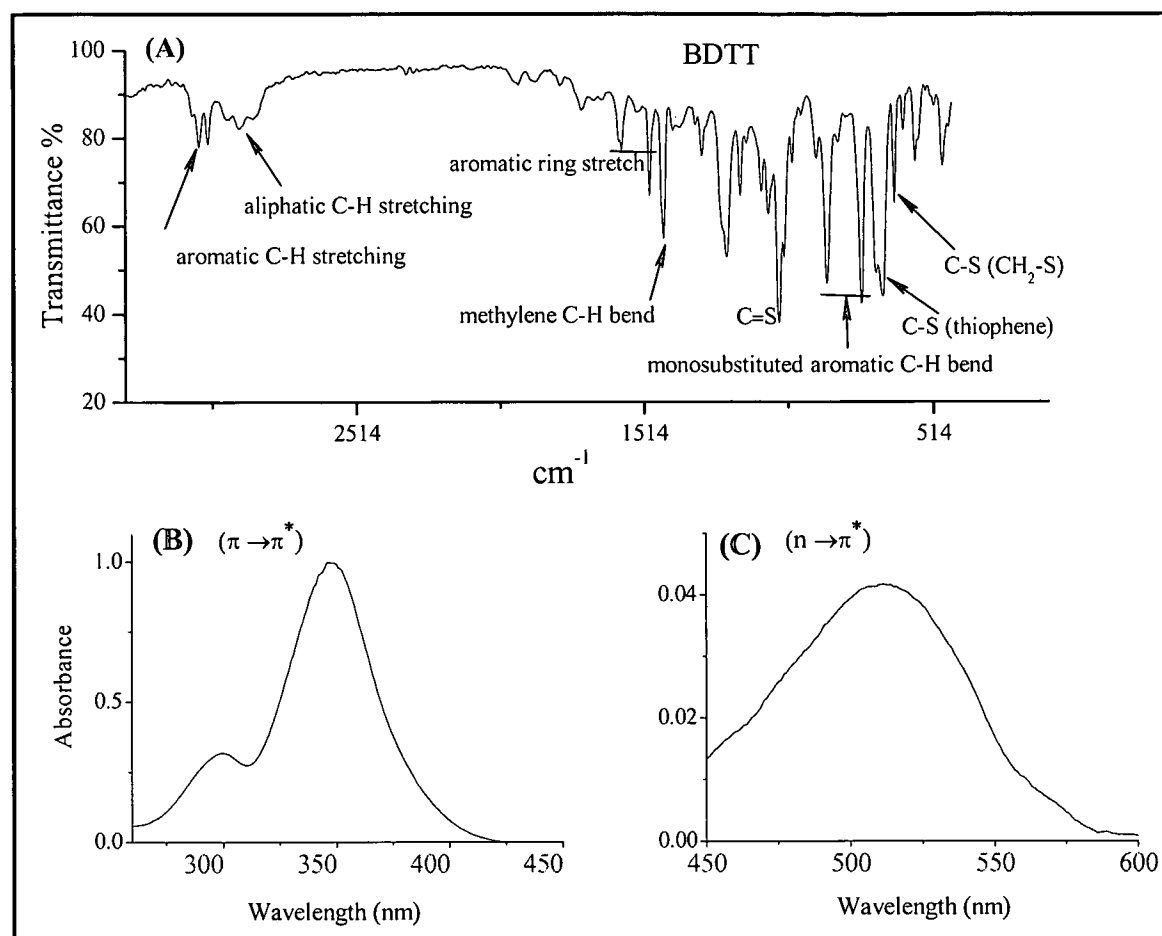 (A)
BDTT
100
80
60
40
20
Transmittance %
aromatic ring stretch
aliphatic C-H stretching
aromatic C-H stretching
methylene C-H bend
C=S
C-S (CH₂-S)
C-S (thiophene)
monosubstituted aromatic C-H bend
2514
1514
514
cm⁻¹
(B) (π →π*)
1.0
0.5
0.0
Absorbance
300
350
400
450
Wavelength (nm)
(C) (n →π*)
0.04
0.02
0.00
450
500
550
600
Wavelength (nm)